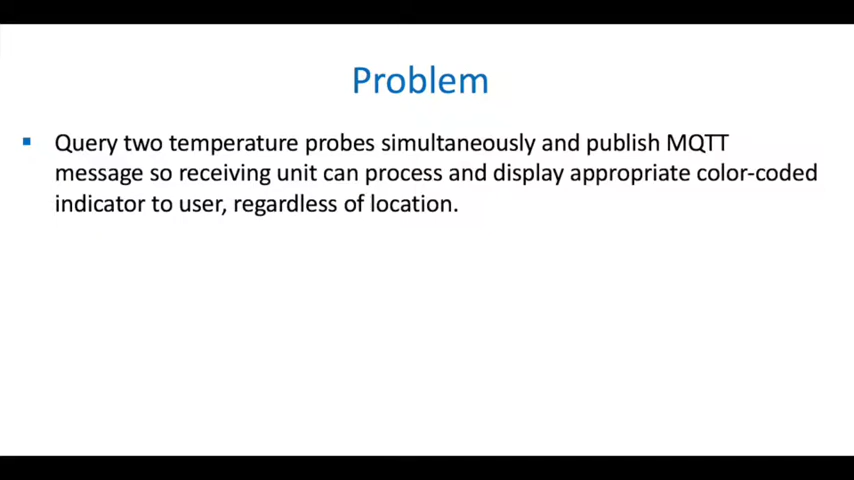 Problem
Query two temperature probes simultaneously and publish MQTT
message so receiving unit can process and display appropriate color-coded
indicator to user, regardless of location.